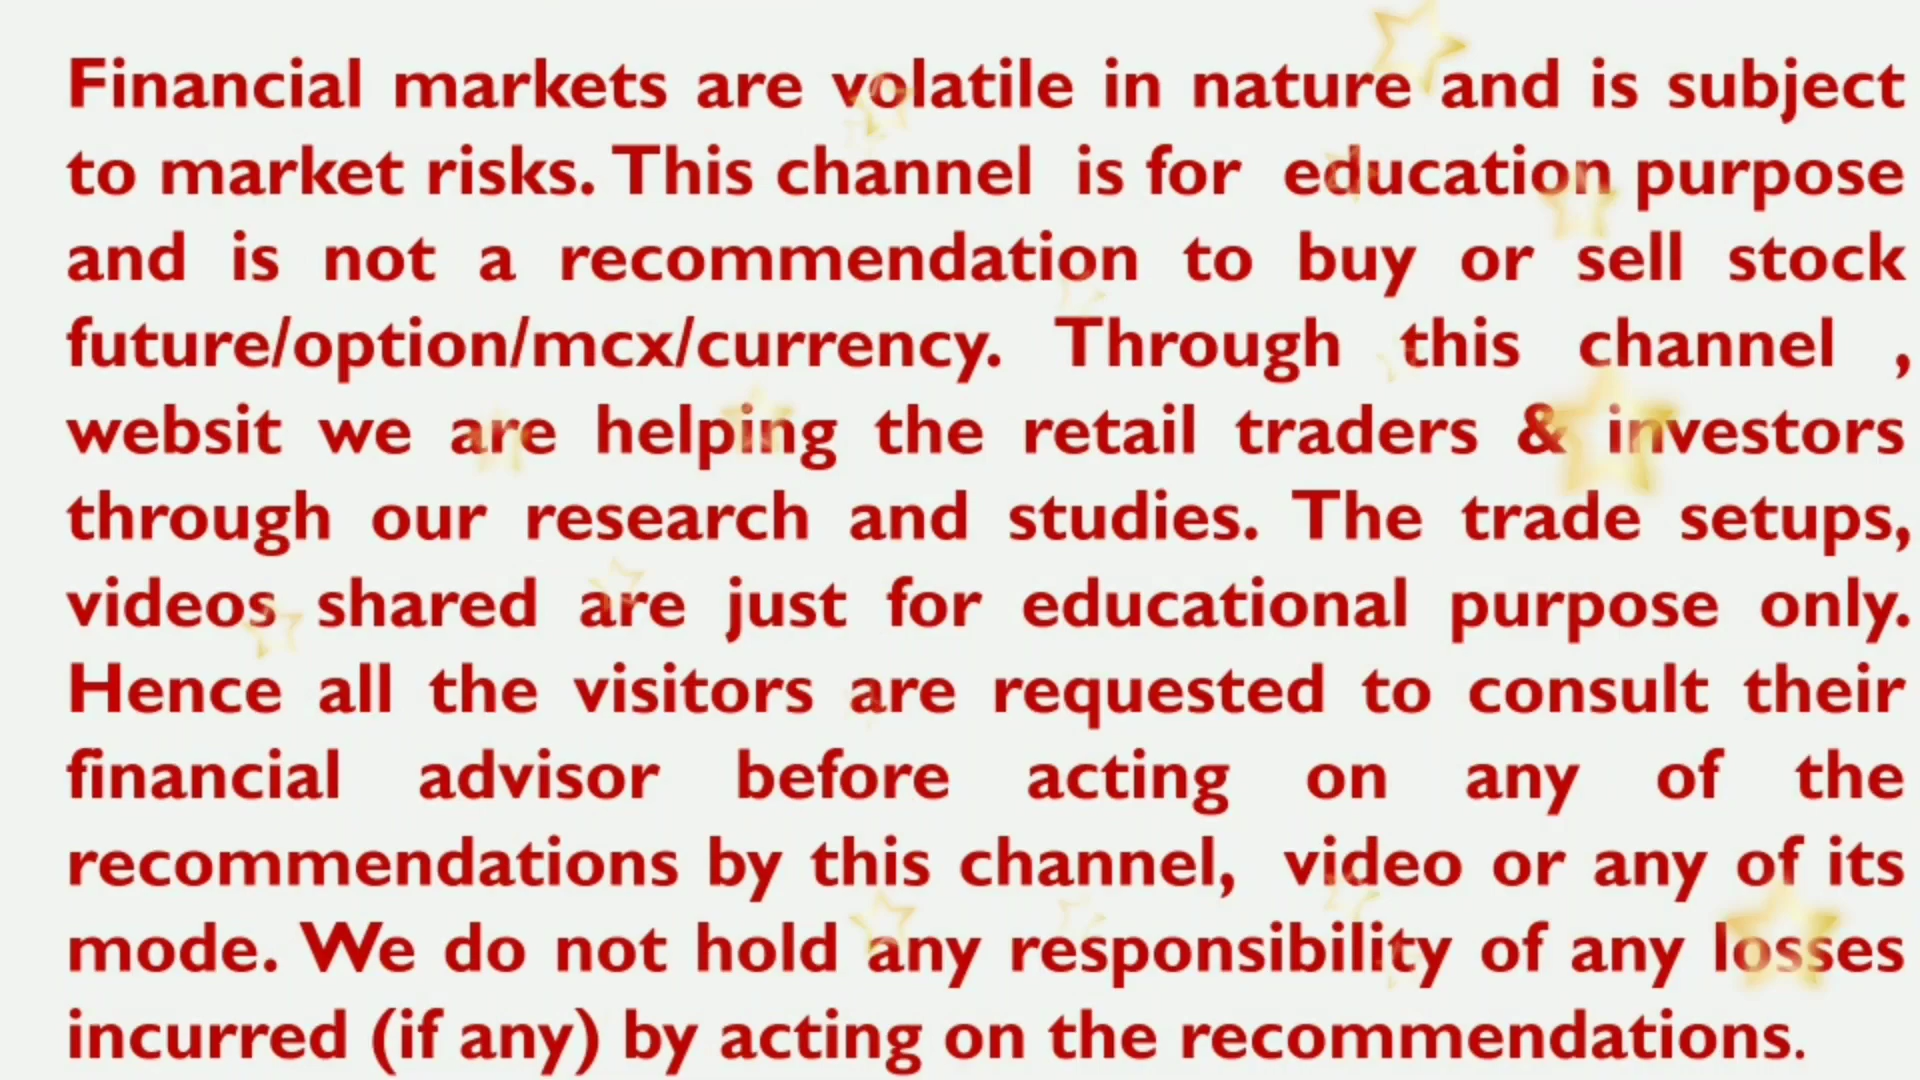 Financial markets are volatile in nature and is subject
to market risks. This channel is for education purpose
and is not a recommendation to buy or sell stock
future/option/mcx/currency. Through this channel ,
websit we are helping the retail traders & investors
through our research and studies. The trade setups,
videos shared are just for educational purpose only.
Hence all the visitors are requested to consult their
financial advisor before acting on any of the
recommendations by this channel, video or any of its
mode. We do not hold any responsibility of any losses
incurred (if any) by acting on the recommendations.